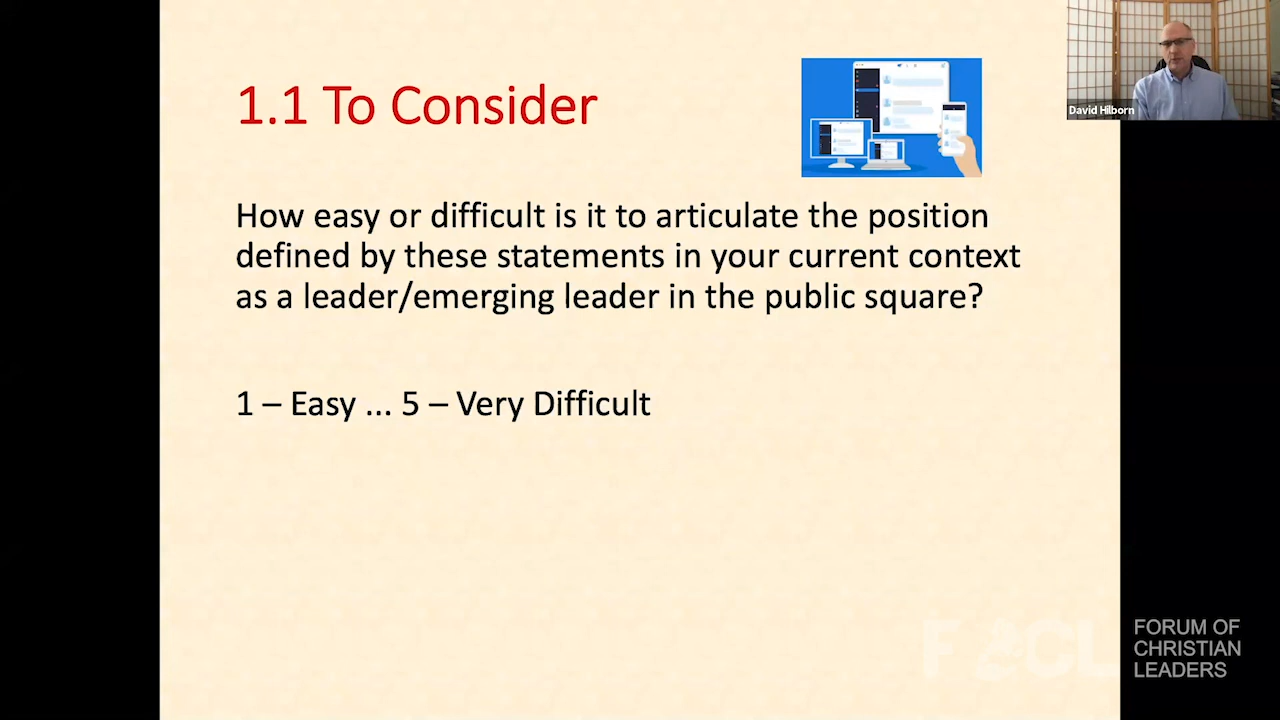 1.1 To Consider
David Hilborn
How easy or difficult is it to articulate the position
defined by these statements in your current context
as a leader/emerging leader in the public square?
1 – Easy ... 5 – Very Difficult
FOCL
FORUM OF
CHRISTIAN
LEADERS